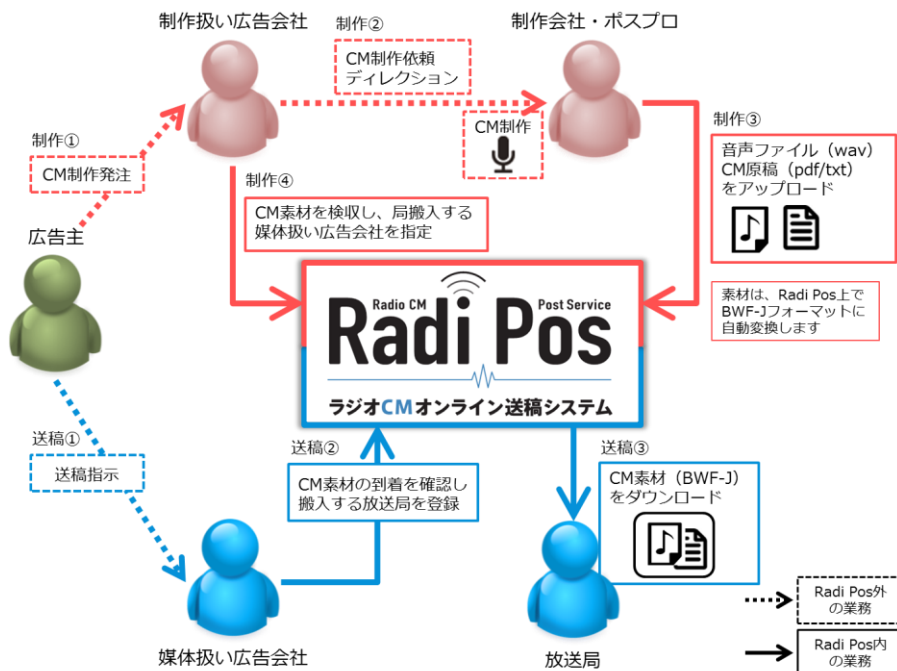 制作扱い広告会社
制作②
CM制作依頼
ディレクション
制作会社・ポスプロ
制作①
CM制作発注
CM制作
制作③
音声ファイル（wav）
CM原稿（pdf/txt）
をアップロード
制作④
CM素材を検収し、局搬入する
媒体扱い広告会社を指定
広告主
素材は、Radi Pos上で
BWF-Jフォーマットに
自動変換します
Radio CM
Post Service
Radi Pos
ラジオCMオンライン送稿システム
送稿①
送稿指示
送稿②
CM素材の到着を確認し
搬入する放送局を登録
送稿③
CM素材（BWF-J）
をダウンロード
媒体扱い広告会社
放送局
Radi Pos外
の業務
Radi Pos内
の業務